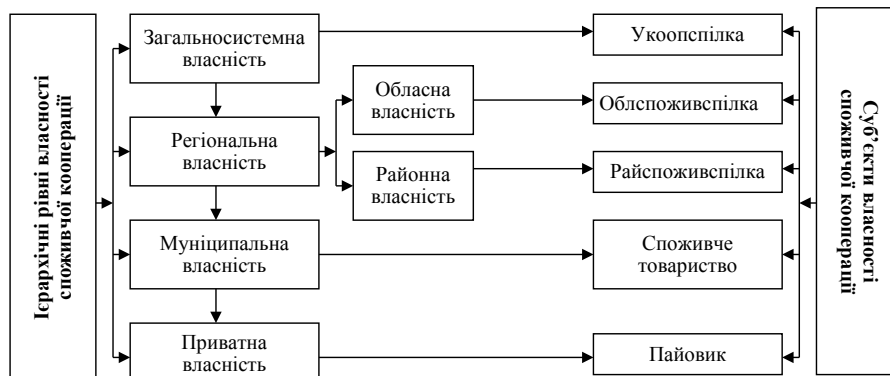 Ієрархічні рівні власності
споживчої кооперації
Загальносистемна
власність
Регіональна
власність
Муніципальна
власність
Приватна
власність
Обласна
власність
Районна
власність
Укоопспілка
Облспоживспілка
Райспоживспілка
Споживче
товариство
Пайовик
Суб’єкти власності
споживчої кооперації